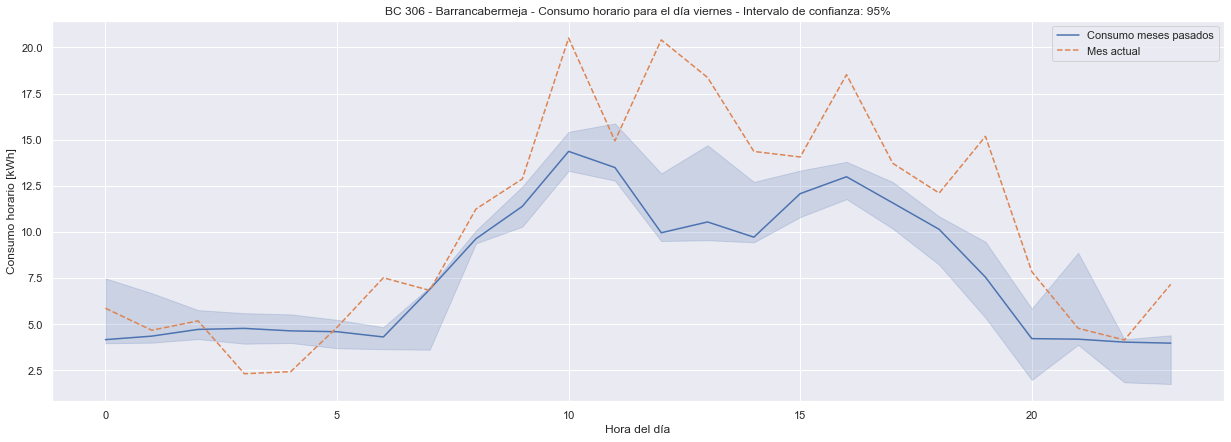 BC 306 - Barrancabermeja - Consumo horario para el día viernes - Intervalo de confianza: 95%
Consumo meses pasados
Mes actual
Consumo horario [kWh]
20.0
17.5
15.0
12.5
10.0
7.5
5.0
2.5
0 5 10 15 20
Hora del día